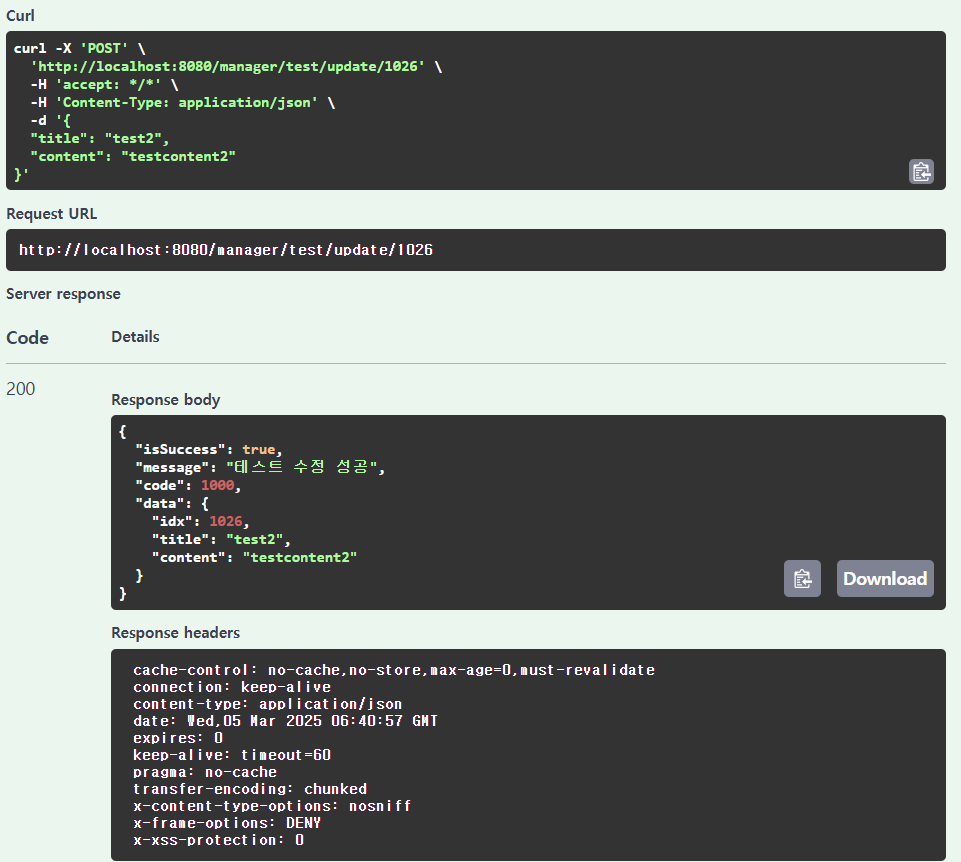 Curl
curl -X 'POST' \
'http://localhost:8080/manager/test/update/1026' \
-H 'accept: */*' \
-H 'Content-Type: application/json' \
-d '{
"title": "test2",
"content": "testcontent2"
}'
Request URL
http://localhost:8080/manager/test/update/1026
Server response
Code Details
200
Response body
{
"isSuccess": true,
"message": "테스트 수정 성공",
"code": 1000,
"data": {
"idx": 1026,
"title": "test2",
"content": "testcontent2"
}
}
Download
Response headers
cache-control: no-cache,no-store,max-age=0,must-revalidate
connection: keep-alive
content-type: application/json
date: Wed,05 Mar 2025 06:40:57 GMT
expires: 0
keep-alive: timeout=60
pragma: no-cache
transfer-encoding: chunked
x-content-type-options: nosniff
x-frame-options: DENY
x-xss-protection: 0